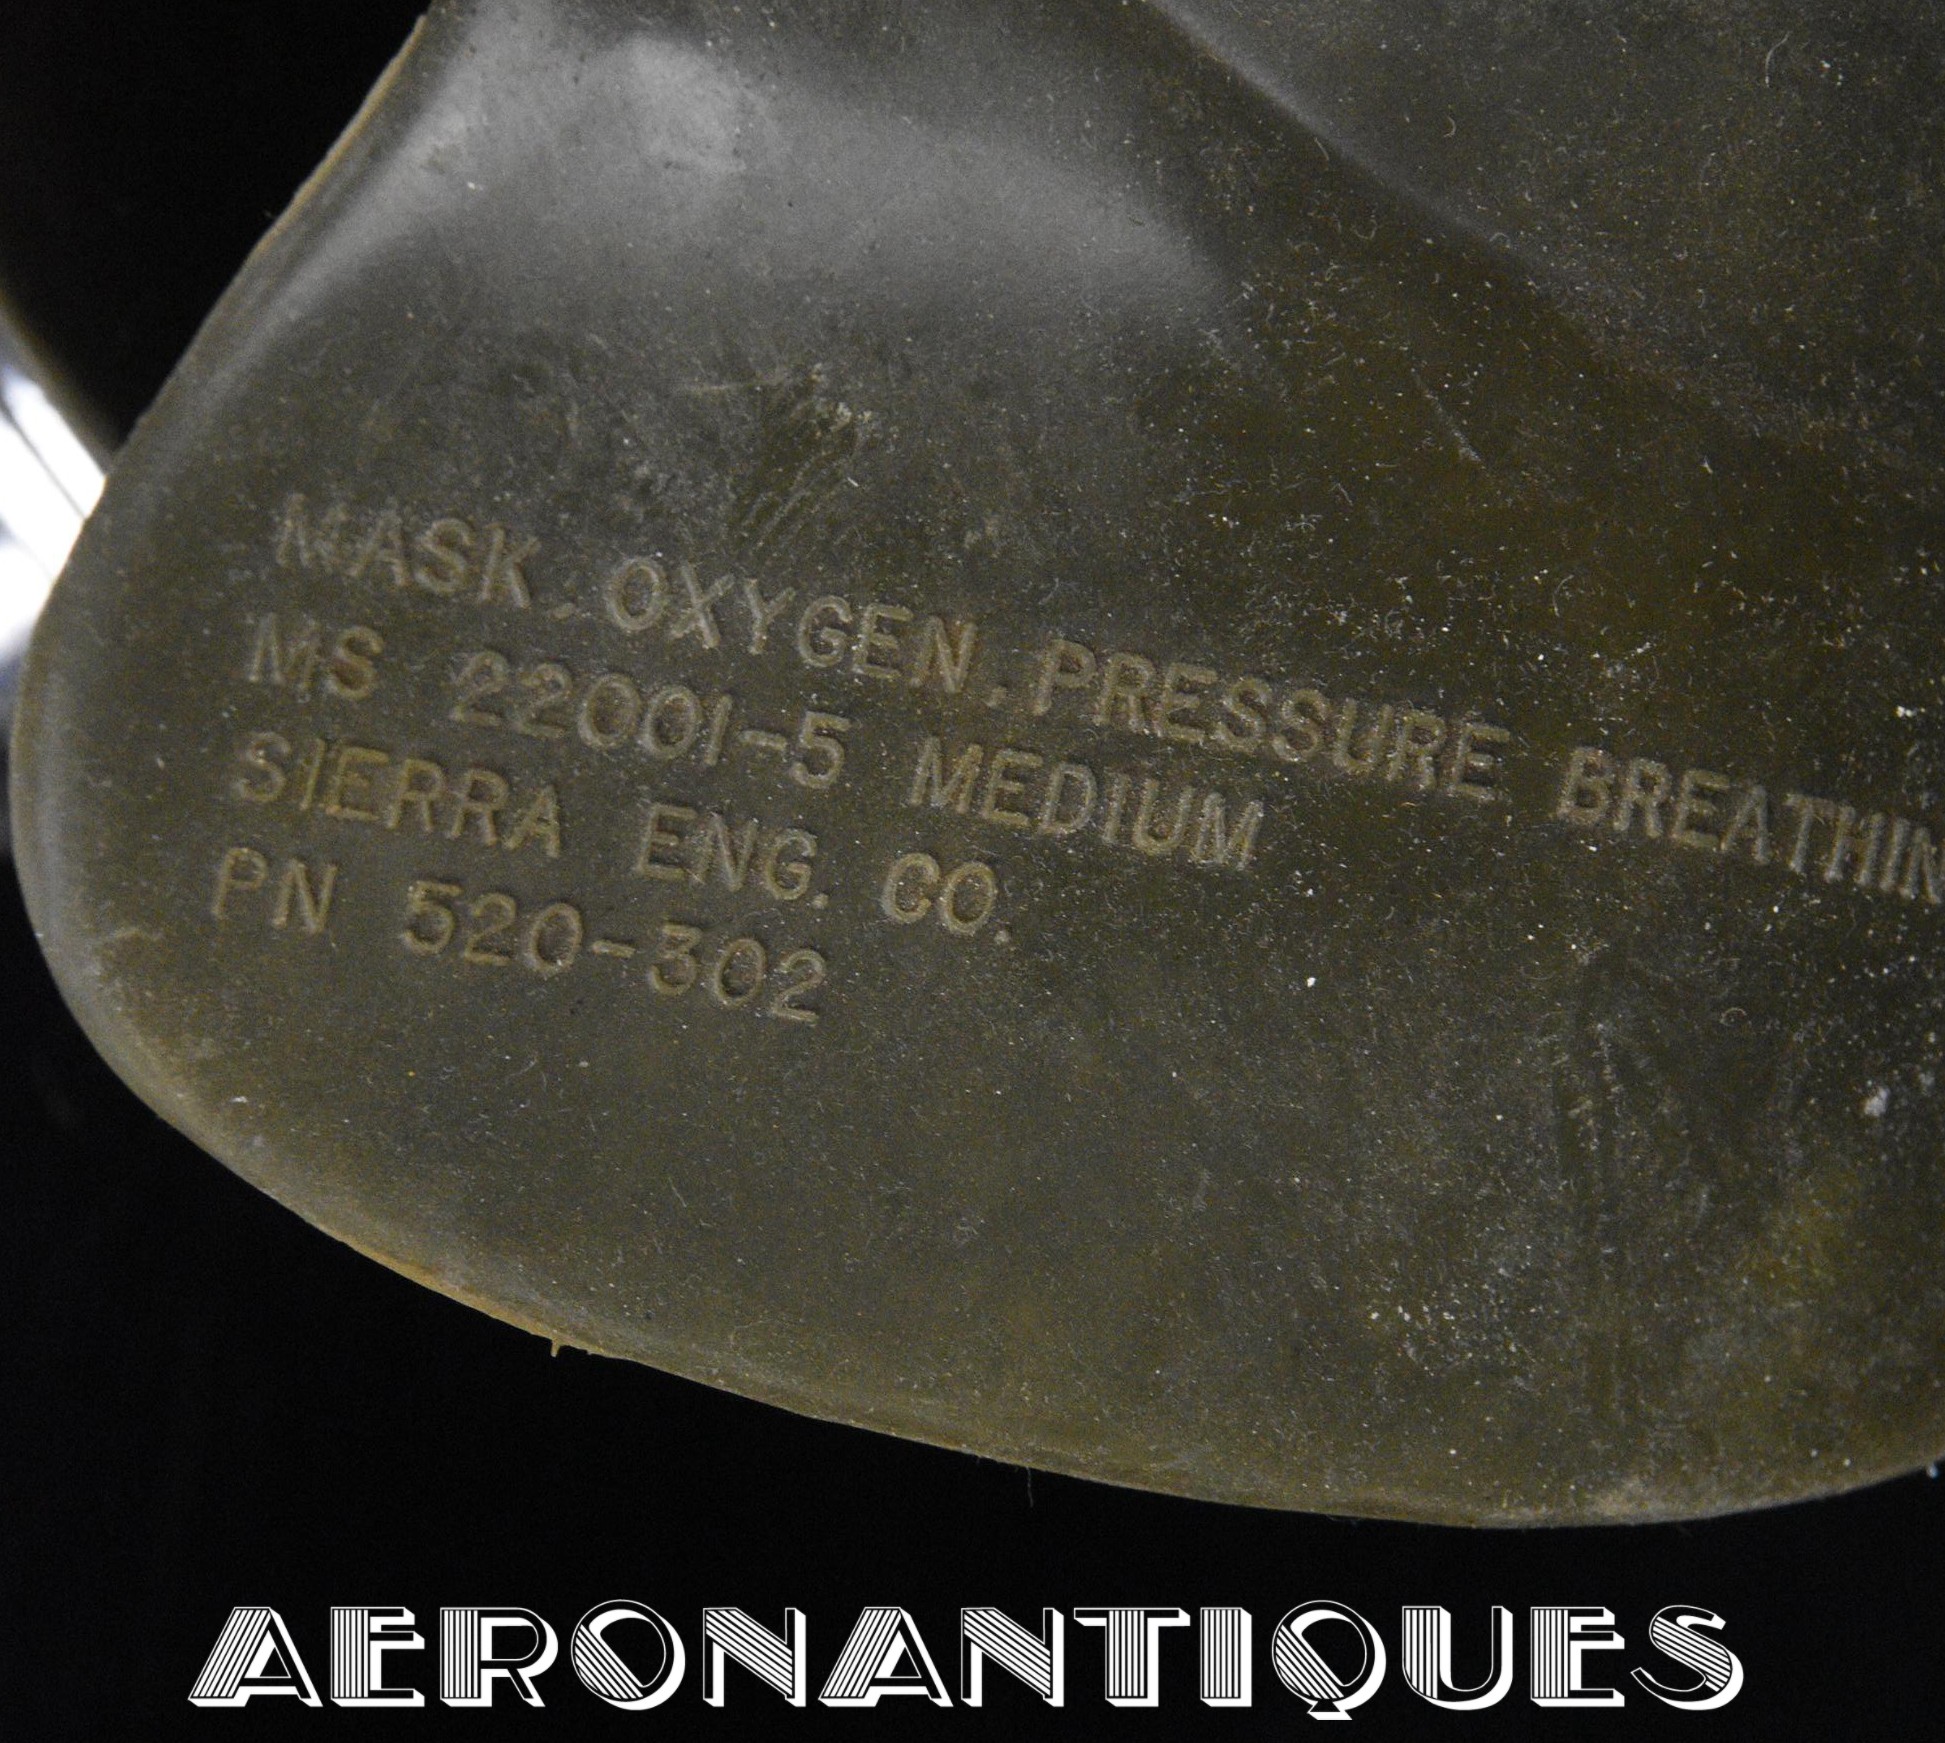 MASK, OXYGEN, PRESSURE BREATHIN
MS 22001-5 MEDIUM
SIERRA ENG. CO.
PN 520-302
AERONANTIQUES